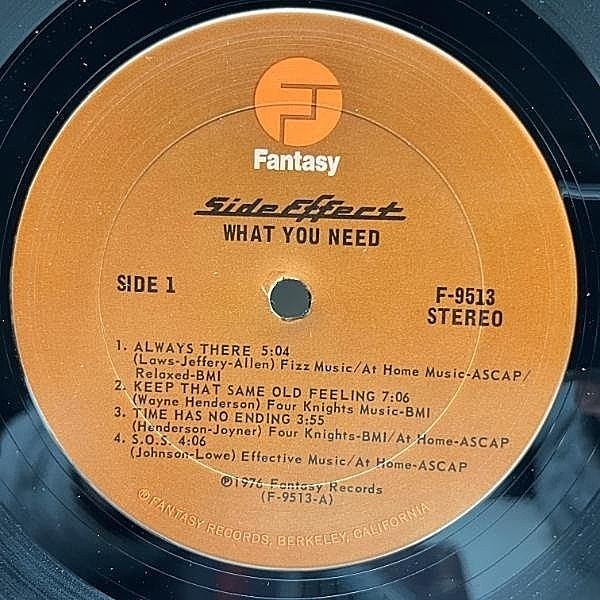 Fantasy
Side Effect
WHAT YOU NEED
SIDE 1
F-9513
STEREO
1. ALWAYS THERE 5:04
(Laws-Jeffery-Allen) Fizz Music/At Home Music-ASCAP/
Relaxed-BMI
2. KEEP THAT SAME OLD FEELING 7:06
(Wayne Henderson) Four Knights Music-BMI
3. TIME HAS NO ENDING 3:55
(Henderson-Joyner) Four Knights-BMI/At Home-ASCAP
4. S.O.S. 4:06
(Johnson-Lowe) Effective Music/At Home-ASCAP
℗1976 Fantasy Records
(F-9513-A)
℗ FANTASY RECORDS, BERKELEY, CALIFORNIA